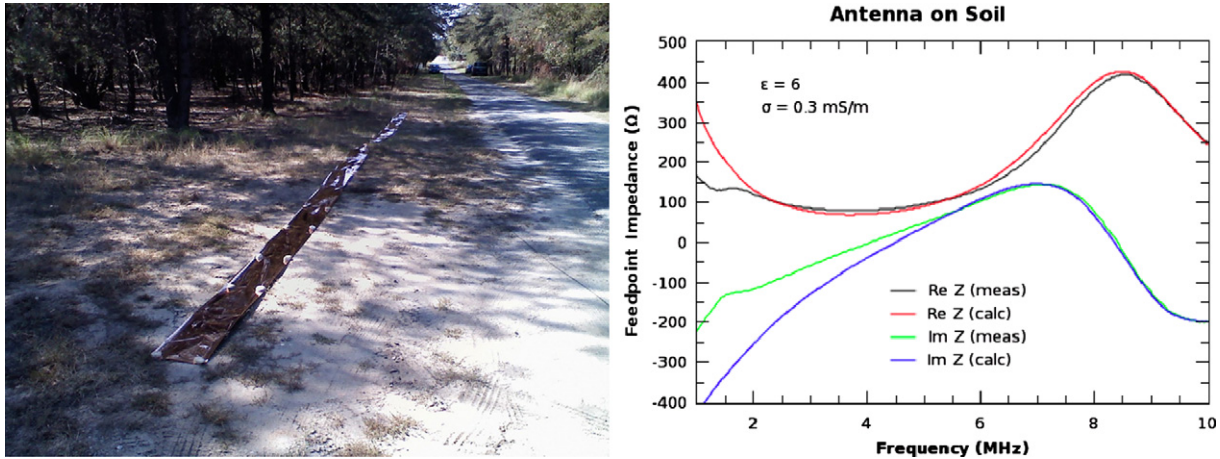 Antenna on Soil
Feedpoint Impedance (Ω)
500
400
300
200
100
0
-100
-200
-300
-400
ε = 6
σ = 0.3 mS/m
Re Z (meas)
Re Z (calc)
Im Z (meas)
Im Z (calc)
2 4 6 8 10
Frequency (MHz)